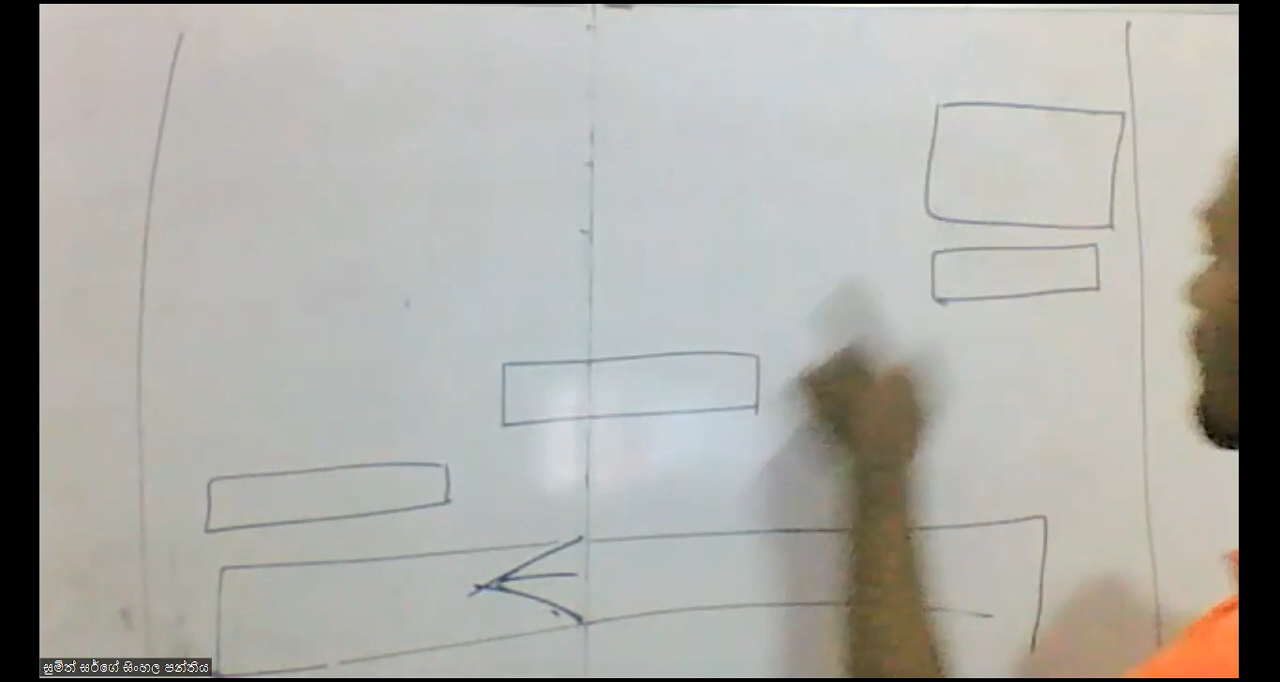 සුමිත් සර්ගේ සිංහල පන්තිය